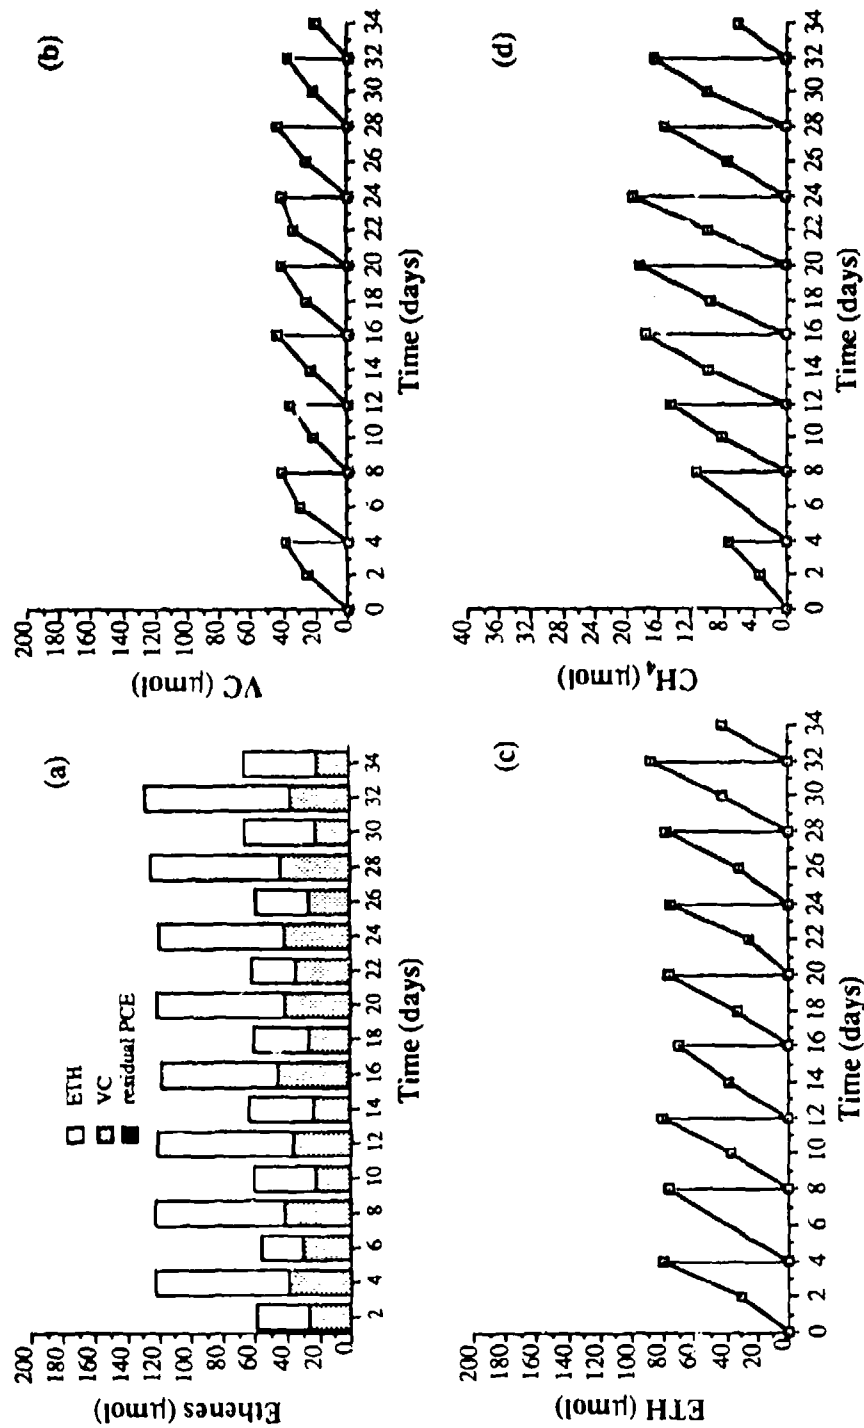 (a)
ETH
VC
residual PCE
Ethenes (µmol)
200
180
160
140
120
100
80
60
40
20
0
2 4 6 8 10 12 14 16 18 20 22 24 26 28 30 32 34
Time (days)
(b)
VC (µmol)
200
180
160
140
120
100
80
60
40
20
0
0 2 4 6 8 10 12 14 16 18 20 22 24 26 28 30 32 34
Time (days)
(c)
ETH (µmol)
200
180
160
140
120
100
80
60
40
20
0
0 2 4 6 8 10 12 14 16 18 20 22 24 26 28 30 32 34
Time (days)
(d)
CH₄ (µmol)
40
36
32
28
24
20
16
12
8
4
0
0 2 4 6 8 10 12 14 16 18 20 22 24 26 28 30 32 34
Time (days)